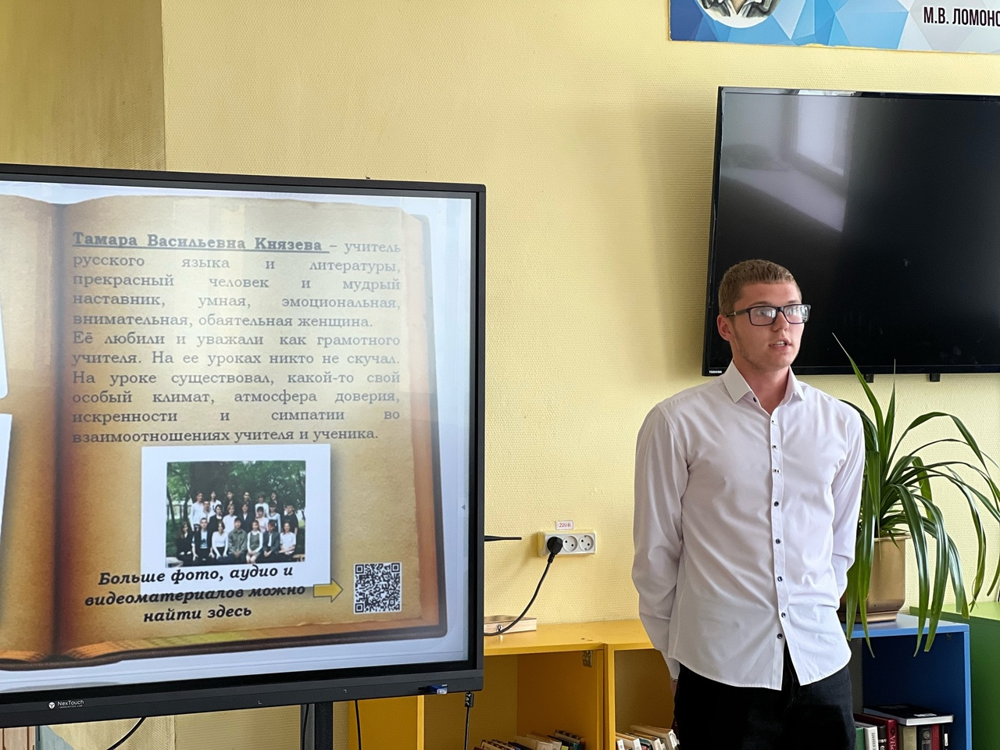 М.В. ЛОМОНО
Тамара Васильевна Князева – учитель
русского языка и литературы,
прекрасный человек и мудрый
наставник, умная, эмоциональная,
внимательная, обаятельная женщина.
Её любили и уважали как грамотного
учителя. На ее уроках никто не скучал.
На уроке существовал, какой-то свой
особый климат, атмосфера доверия,
искренности и симпатии во
взаимоотношениях учителя и ученика.
Больше фото, аудио и
видеоматериалов можно
найти здесь
TOSHIBA
220 В
NexTouch